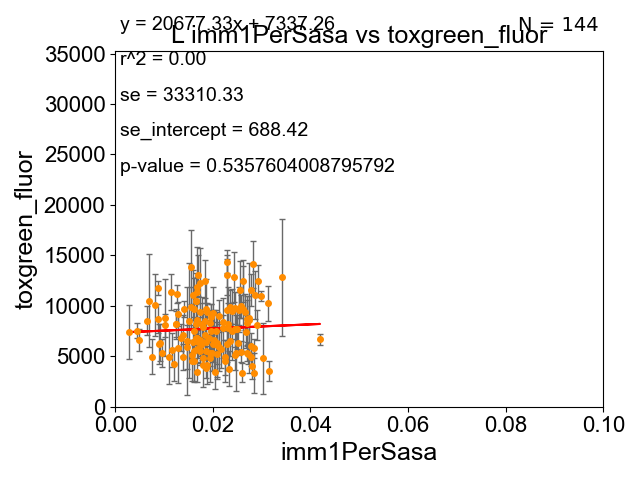 y = 20677.33x + 7337.26
N = 144
L imm1PerSasa vs toxgreen_fluor
r^2 = 0.00
se = 33310.33
se_intercept = 688.42
p-value = 0.5357604008795792
35000
30000
25000
20000
15000
10000
5000
0
toxgreen_fluor
0.00 0.02 0.04 0.06 0.08 0.10
imm1PerSasa